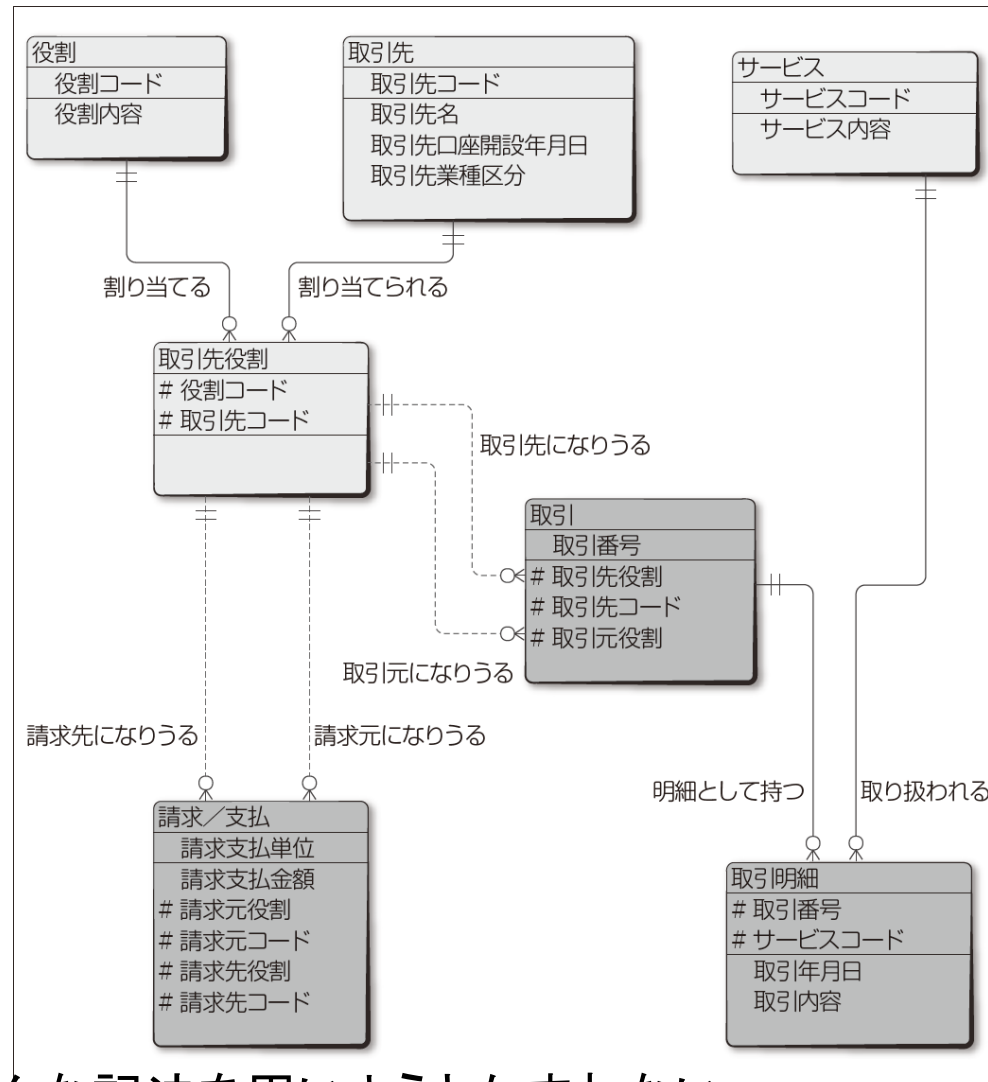 役割
役割コード
役割内容
取引先
取引先コード
取引先名
取引先口座開設年月日
取引先業種区分
サービス
サービスコード
サービス内容
割り当てる
割り当てられる
取引先役割
# 役割コード
# 取引先コード
取引先になりうる
取引
取引番号
# 取引先役割
# 取引先コード
# 取引元役割
取引元になりうる
請求先になりうる
請求元になりうる
明細として持つ
取り扱われる
請求／支払
請求支払単位
請求支払金額
# 請求元役割
# 請求元コード
# 請求先役割
# 請求先コード
取引明細
# 取引番号
# サービスコード
取引年月日
取引内容